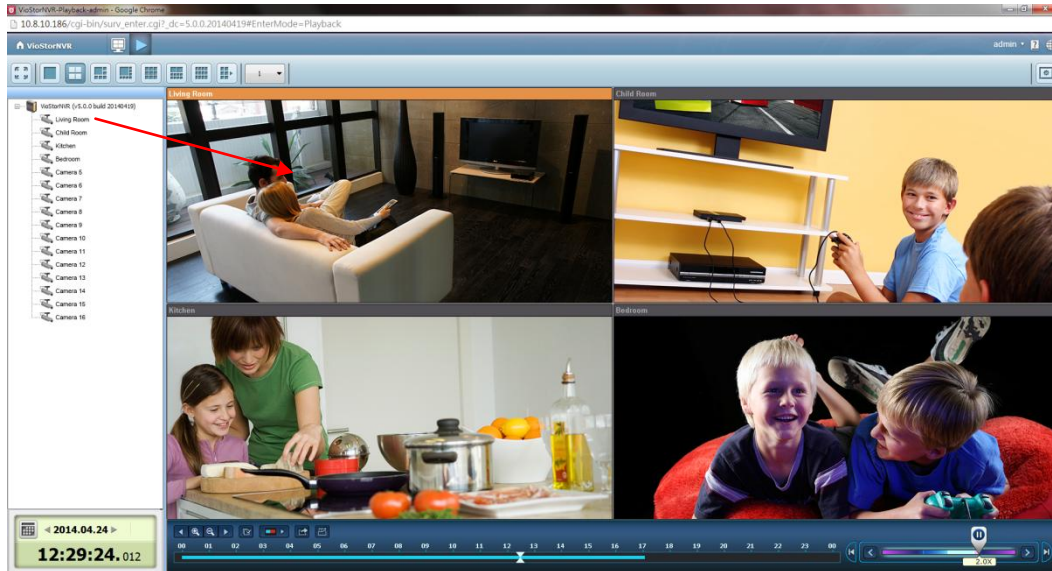 VioStorNVR-Playback-admin - Google Chrome
10.8.10.186/cgi-bin/surv_enter.cgi?_dc=5.0.0.20140419#EnterMode=Playback
VioStorNVR
admin
1
VioStorNVR (v5.0.0 build 20140419)
Living Room
Child Room
Kitchen
Bedroom
Camera 5
Camera 6
Camera 7
Camera 8
Camera 9
Camera 10
Camera 11
Camera 12
Camera 13
Camera 14
Camera 15
Camera 16
Living Room
Child Room
Kitchen
Bedroom
2014.04.24
12:29:24.012
00 01 02 03 04 05 06 07 08 09 10 11 12 13 14 15 16 17 18 19 20 21 22 23 00
2.0X